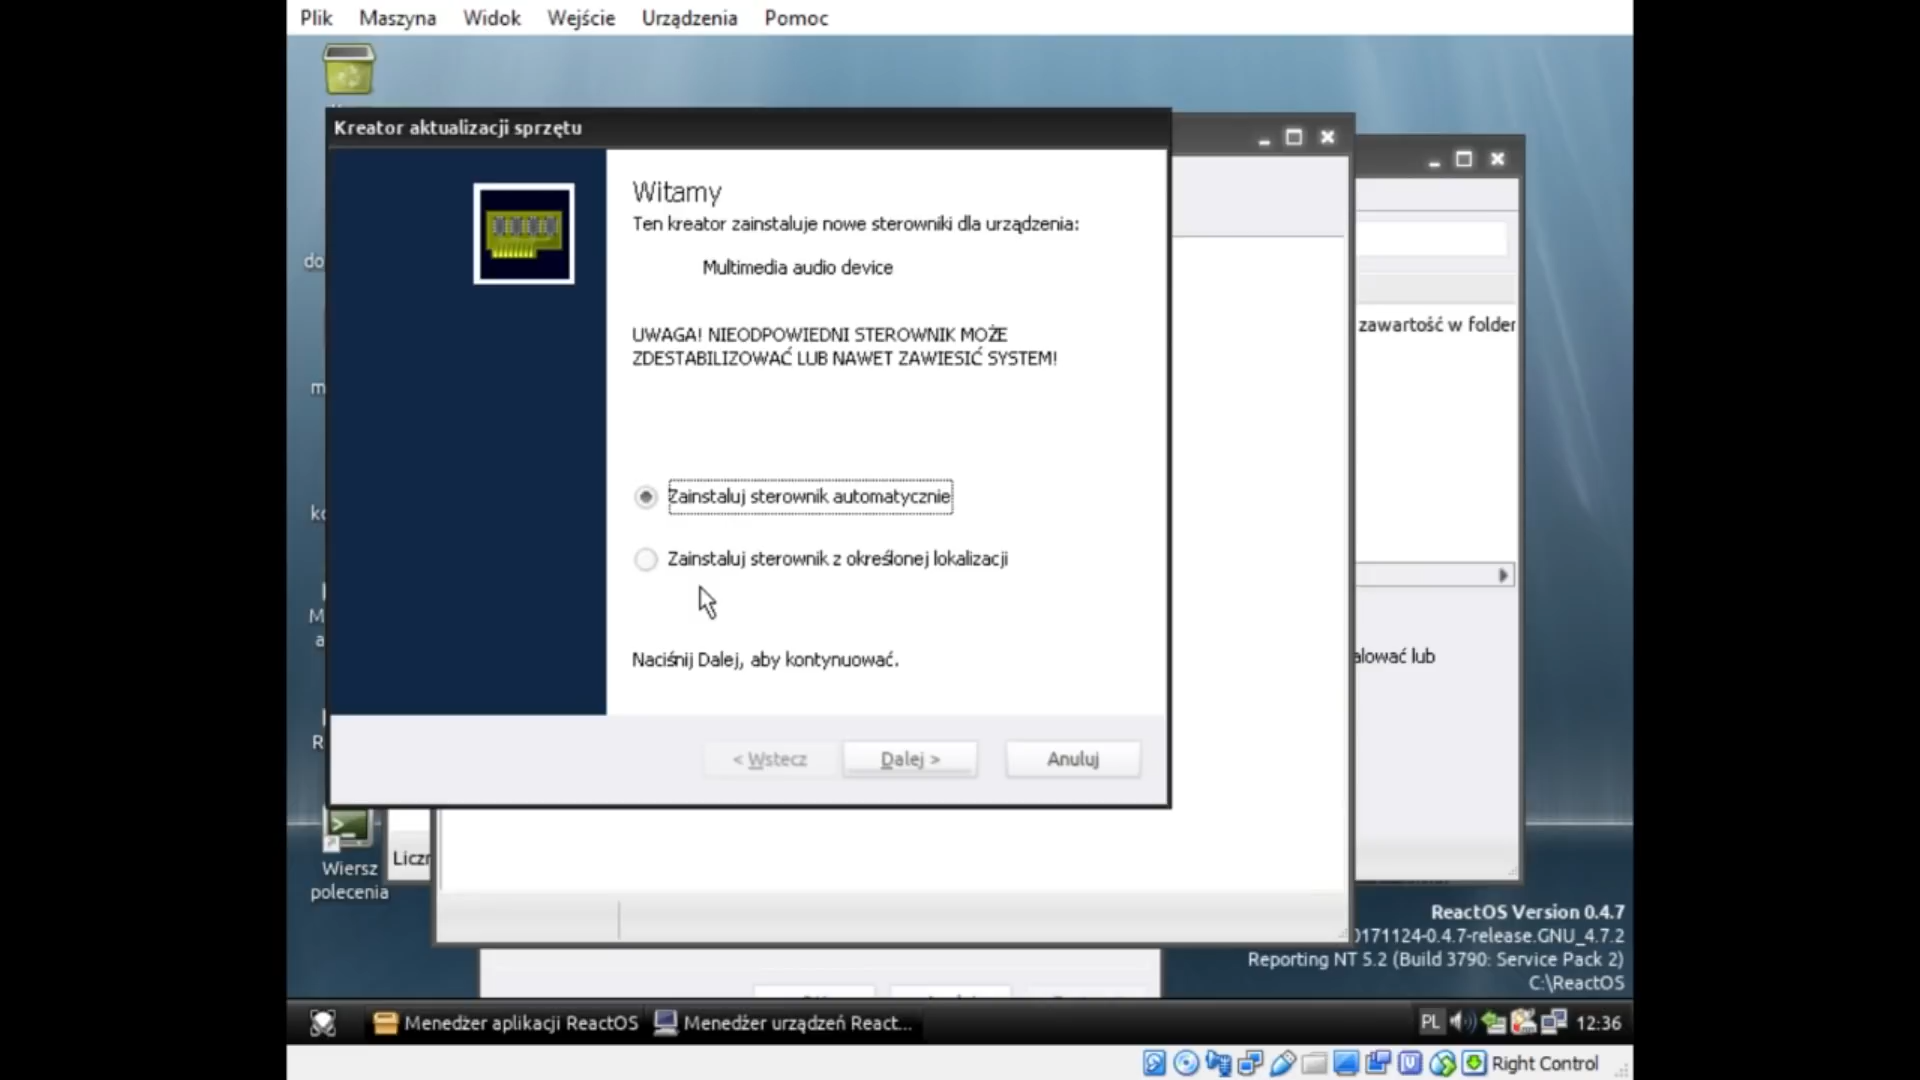 Plik Maszyna Widok Wejście Urządzenia Pomoc
Kreator aktualizacji sprzętu
Witamy
Ten kreator zainstaluje nowe sterowniki dla urządzenia:
Multimedia audio device
UWAGA! NIEODPOWIEDNI STEROWNIK MOŻE
ZDESTABILIZOWAĆ LUB NAWET ZAWIESIĆ SYSTEM!
Zainstaluj sterownik automatycznie
Zainstaluj sterownik z określonej lokalizacji
Naciśnij Dalej, aby kontynuować.
< Wstecz
Dalej >
Anuluj
do
m
ko
M
a
R
zawartość w folder
alować lub
Wiersz
polecenia
Liczn
ReactOS Version 0.4.7
0171124-0.4.7-release.GNU_4.7.2
Reporting NT 5.2 (Build 3790: Service Pack 2)
C:\ReactOS
Menedżer aplikacji ReactOS
Menedżer urządzeń React...
PL
12:36
Right Control